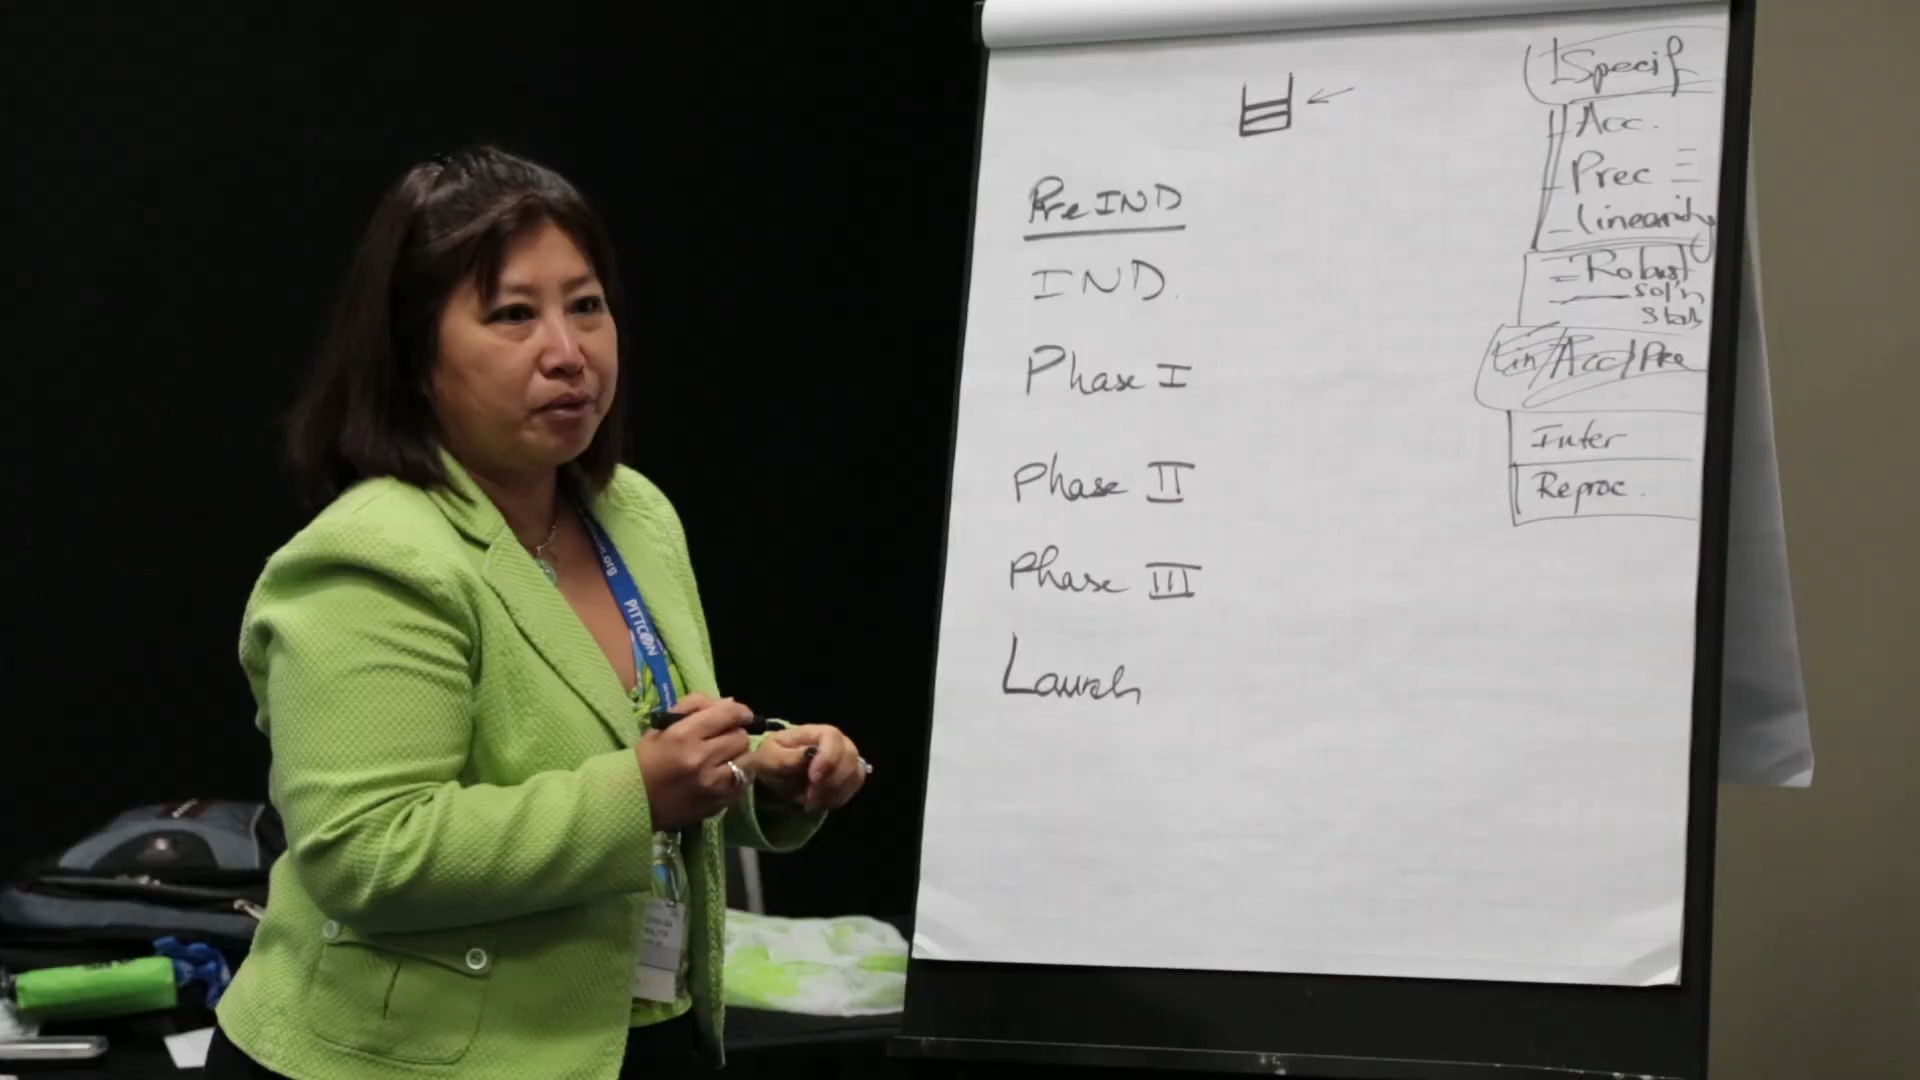 Pre IND
IND.
Phase I
Phase II
Phase III
Launch
Specif
Acc.
Prec
linearity
Robust
sol'n
stab
Lin/Acc/Pre
Inter
Reproc.
PITTCON
.org